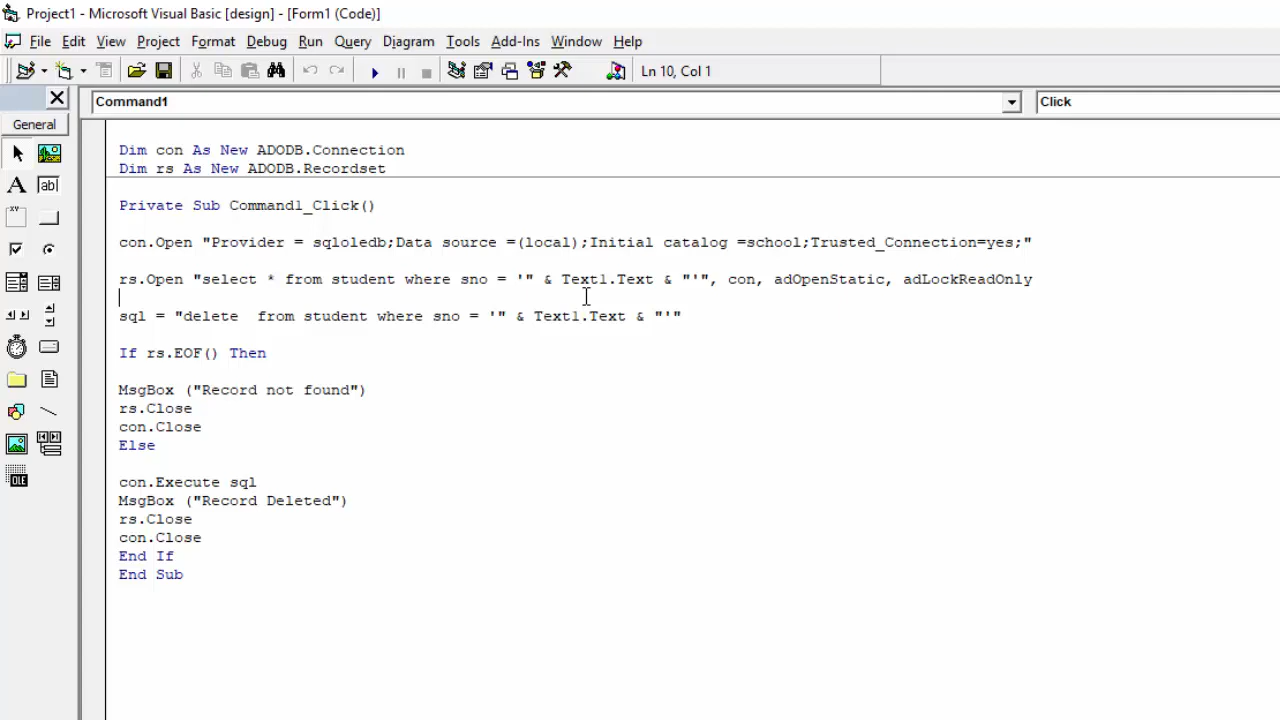 Project1 - Microsoft Visual Basic [design] - [Form1 (Code)]
File Edit View Project Format Debug Run Query Diagram Tools Add-Ins Window Help
Ln 10, Col 1
Command1 Click
General
Dim con As New ADODB.Connection
Dim rs As New ADODB.Recordset
Private Sub Command1_Click()
con.Open "Provider = sqloledb;Data source =(local);Initial catalog =school;Trusted_Connection=yes;"
rs.Open "select * from student where sno = '" & Text1.Text & "'", con, adOpenStatic, adLockReadOnly
sql = "delete  from student where sno = '" & Text1.Text & "'"
If rs.EOF() Then
MsgBox ("Record not found")
rs.Close
con.Close
Else
con.Execute sql
MsgBox ("Record Deleted")
rs.Close
con.Close
End If
End Sub
A
ab
XY
OLE